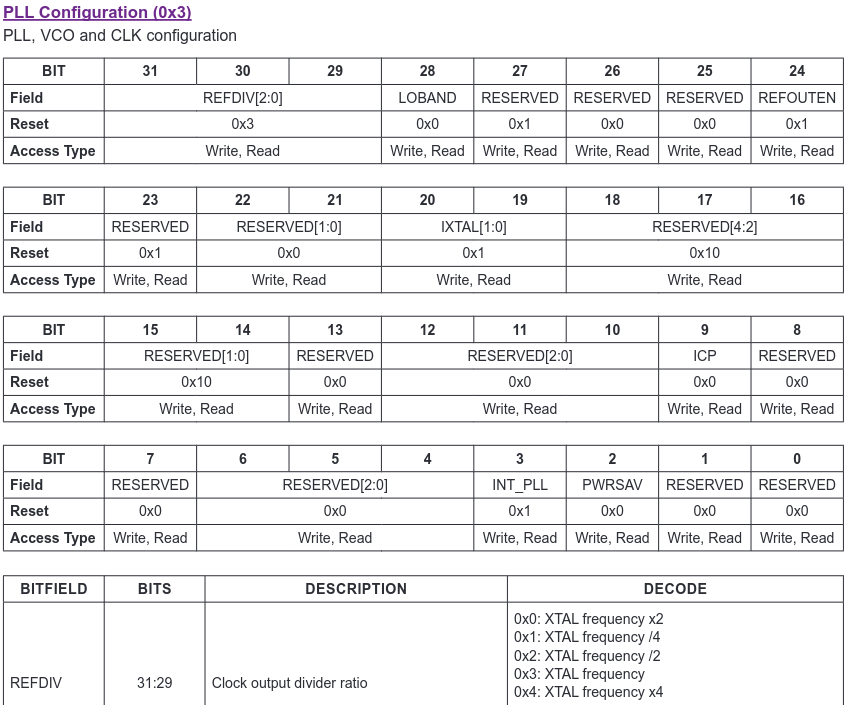 PLL Configuration (0x3)
PLL, VCO and CLK configuration
BIT 31 30 29 28 27 26 25 24
Field REFDIV[2:0] LOBAND RESERVED RESERVED RESERVED REFOUTEN
Reset 0x3 0x0 0x1 0x0 0x0 0x1
Access Type Write, Read Write, Read Write, Read Write, Read Write, Read Write, Read
BIT 23 22 21 20 19 18 17 16
Field RESERVED RESERVED[1:0] IXTAL[1:0] RESERVED[4:2]
Reset 0x1 0x0 0x1 0x10
Access Type Write, Read Write, Read Write, Read Write, Read
BIT 15 14 13 12 11 10 9 8
Field RESERVED[1:0] RESERVED RESERVED[2:0] ICP RESERVED
Reset 0x10 0x0 0x0 0x0 0x0
Access Type Write, Read Write, Read Write, Read Write, Read Write, Read
BIT 7 6 5 4 3 2 1 0
Field RESERVED RESERVED[2:0] INT_PLL PWRSAV RESERVED RESERVED
Reset 0x0 0x0 0x1 0x0 0x0 0x0
Access Type Write, Read Write, Read Write, Read Write, Read Write, Read Write, Read
BITFIELD BITS DESCRIPTION DECODE
0x0: XTAL frequency x2
0x1: XTAL frequency /4
0x2: XTAL frequency /2
0x3: XTAL frequency
REFDIV 31:29 Clock output divider ratio
0x4: XTAL frequency x4